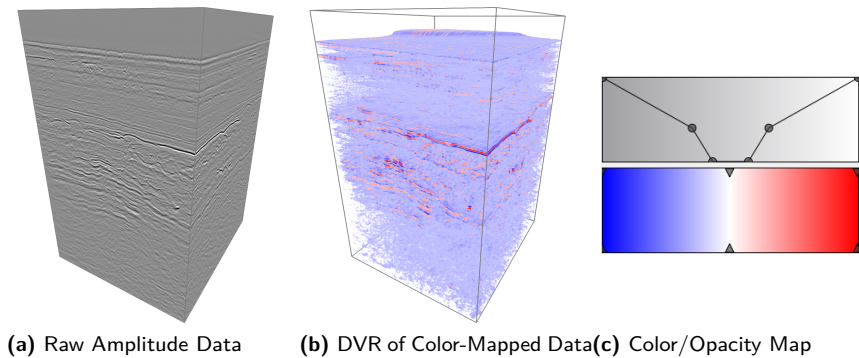 (a) Raw Amplitude Data
(b) DVR of Color-Mapped Data
(c) Color/Opacity Map